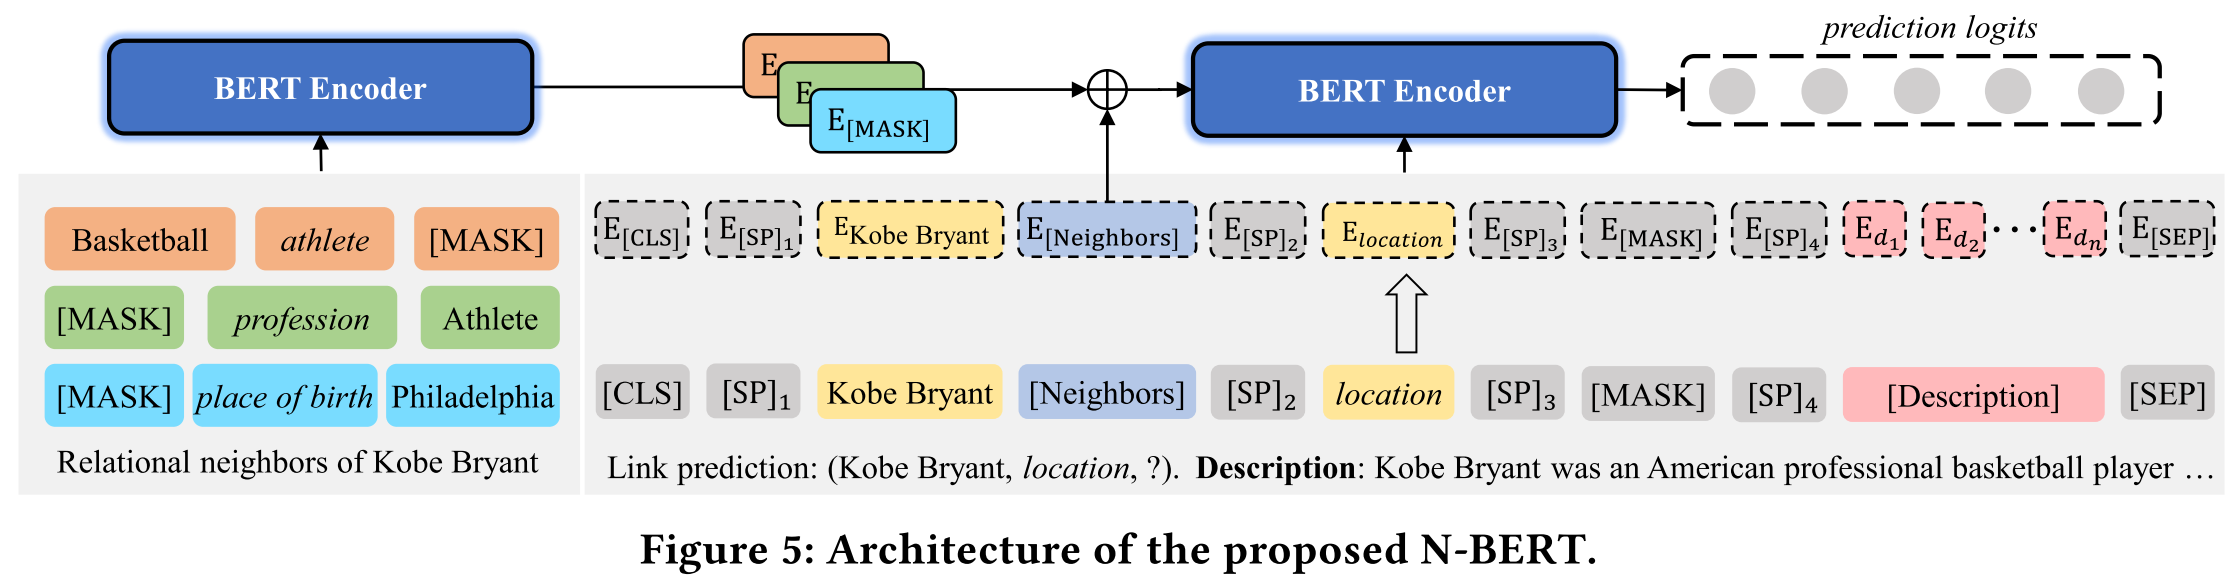 prediction logits
BERT Encoder
E
E
E[MASK]
BERT Encoder
Basketball athlete [MASK]
[MASK] profession Athlete
[MASK] place of birth Philadelphia
Relational neighbors of Kobe Bryant
E[CLS] E[SP]1 EKobe Bryant E[Neighbors] E[SP]2 Elocation E[SP]3 E[MASK] E[SP]4 Ed1 Ed2 ··· Edn E[SEP]
[CLS] [SP]1 Kobe Bryant [Neighbors] [SP]2 location [SP]3 [MASK] [SP]4 [Description] [SEP]
Link prediction: (Kobe Bryant, location, ?). Description: Kobe Bryant was an American professional basketball player …
Figure 5: Architecture of the proposed N-BERT.